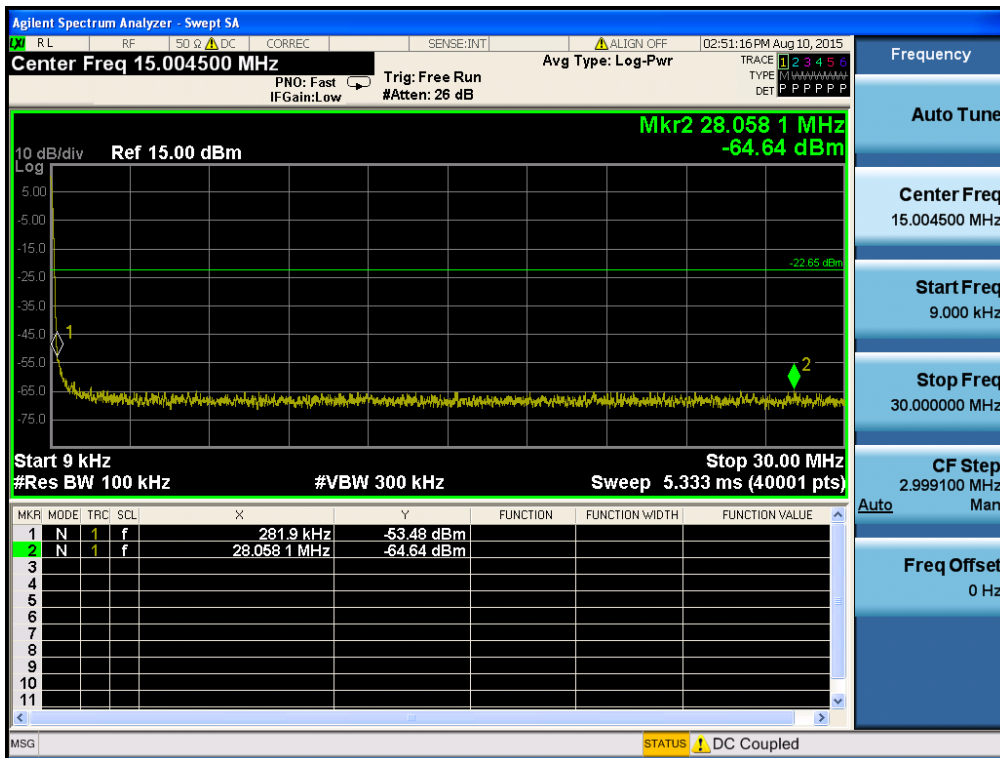 Agilent Spectrum Analyzer - Swept SA
LXI RL RF 50 Ω DC CORREC SENSE:INT ALIGN OFF 02:51:16 PM Aug 10, 2015
Center Freq 15.004500 MHz
PNO: Fast
IFGain:Low
Trig: Free Run
#Atten: 26 dB
Avg Type: Log-Pwr
TRACE 1 2 3 4 5 6
TYPE M WWWWW
DET P P P P P P
Mkr2 28.058 1 MHz
-64.64 dBm
10 dB/div Ref 15.00 dBm
Log
5.00
-5.00
-15.0
-22.65 dBm
-25.0
-35.0
-45.0
1
-55.0
2
-65.0
-75.0
Start 9 kHz Stop 30.00 MHz
#Res BW 100 kHz #VBW 300 kHz Sweep 5.333 ms (40001 pts)
MKR MODE TRC SCL X Y FUNCTION FUNCTION WIDTH FUNCTION VALUE
1 N 1 f 281.9 kHz -53.48 dBm
2 N 1 f 28.058 1 MHz -64.64 dBm
3
4
5
6
7
8
9
10
11
MSG STATUS ! DC Coupled
Frequency
Auto Tune
Center Freq
15.004500 MHz
Start Freq
9.000 kHz
Stop Freq
30.000000 MHz
CF Step
2.999100 MHz
Auto Man
Freq Offset
0 Hz